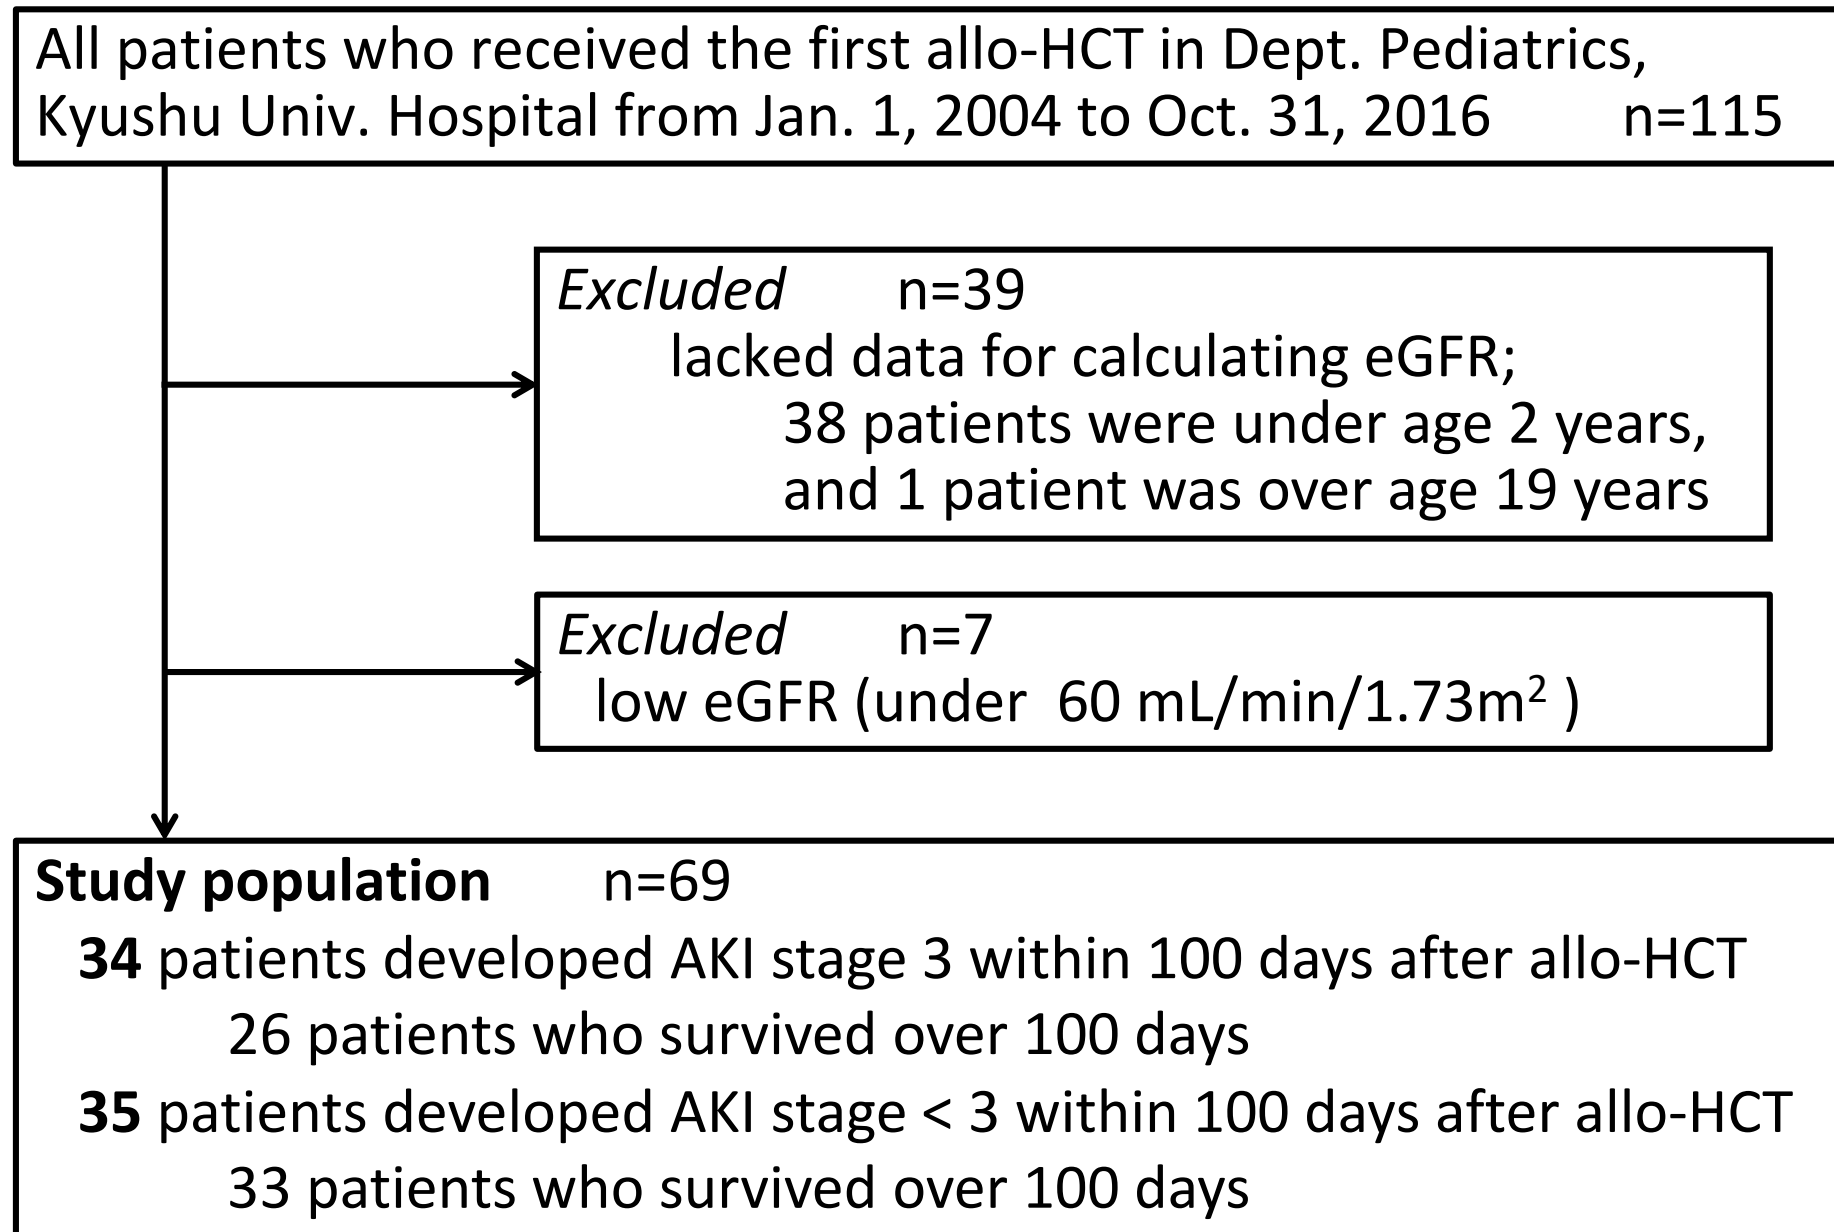 All patients who received the first allo-HCT in Dept. Pediatrics,
Kyushu Univ. Hospital from Jan. 1, 2004 to Oct. 31, 2016 n=115
Excluded n=39
lacked data for calculating eGFR;
38 patients were under age 2 years,
and 1 patient was over age 19 years
Excluded n=7
low eGFR (under 60 mL/min/1.73m² )
Study population n=69
34 patients developed AKI stage 3 within 100 days after allo-HCT
26 patients who survived over 100 days
35 patients developed AKI stage < 3 within 100 days after allo-HCT
33 patients who survived over 100 days